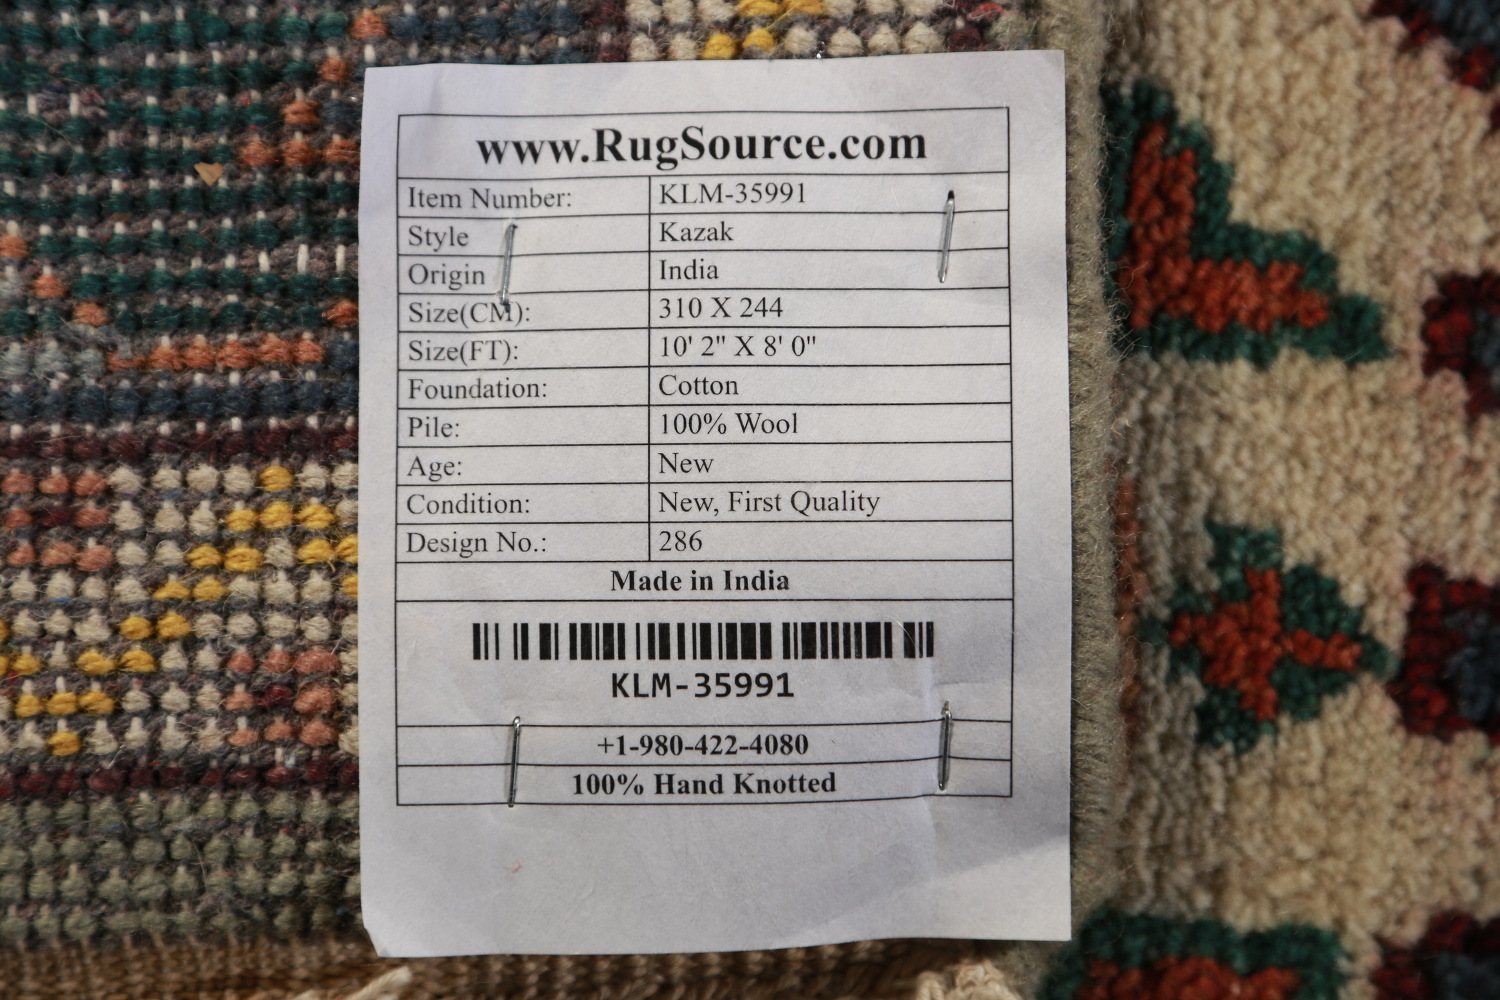 www.RugSource.com
Item Number: KLM-35991
Style Kazak
Origin India
Size(CM): 310 X 244
Size(FT): 10' 2" X 8' 0"
Foundation: Cotton
Pile: 100% Wool
Age: New
Condition: New, First Quality
Design No.: 286
Made in India
KLM-35991
+1-980-422-4080
100% Hand Knotted